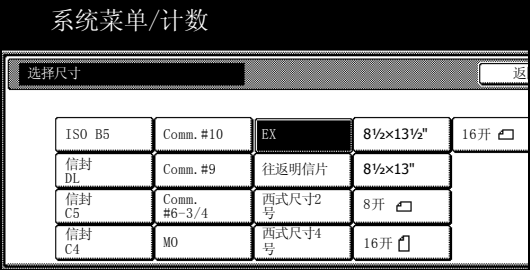 系统菜单/计数
选择尺寸
返
ISO B5
Comm. #10
EX
8½×13½"
16开
信封
DL
Comm. #9
往返明信片
8½×13"
信封
C5
Comm.
#6-3/4
西式尺寸2
号
8开
信封
C4
MO
西式尺寸4
号
16开